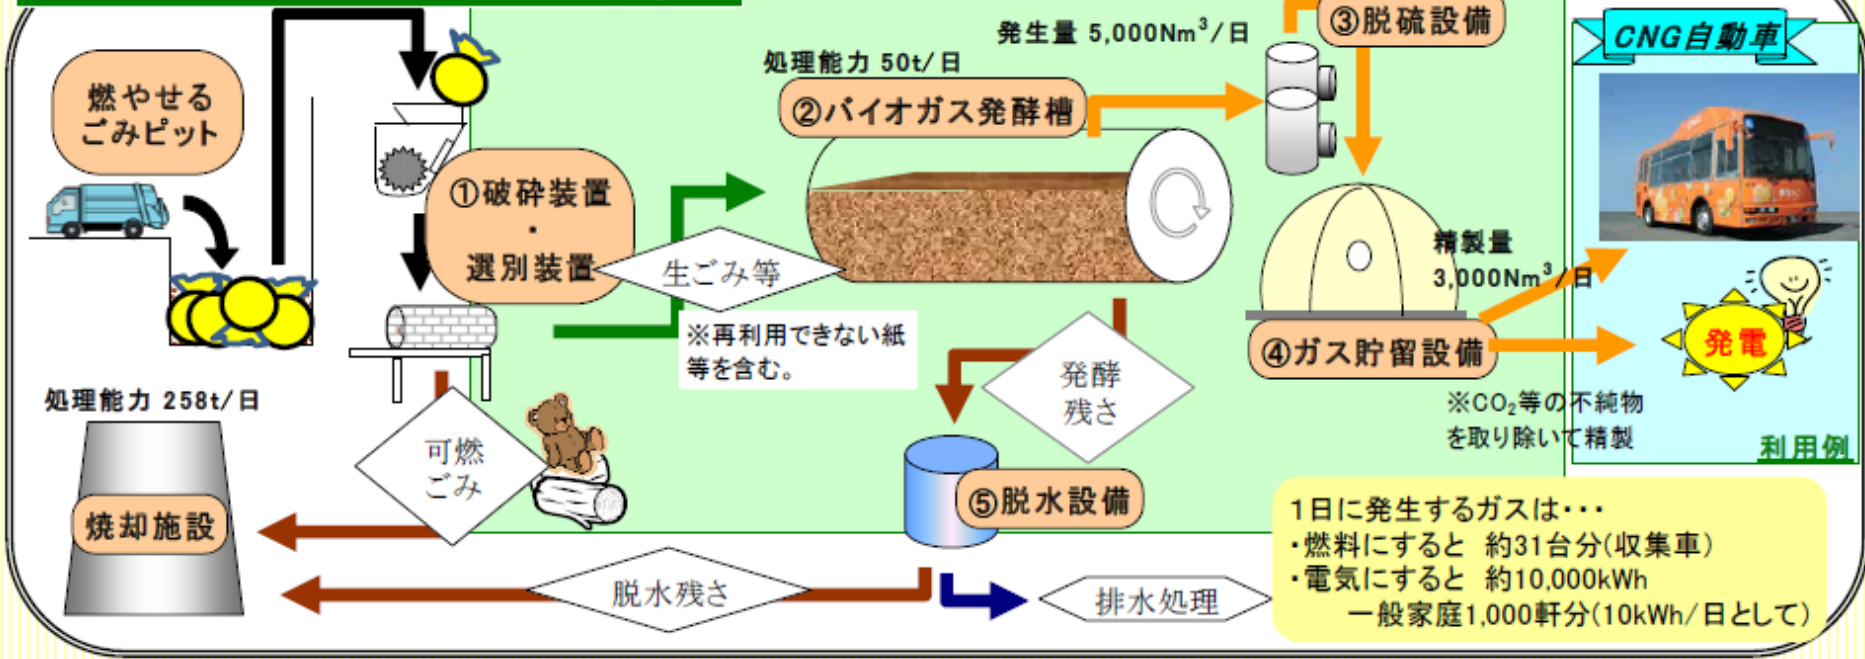 燃やせる
ごみピット
①破砕装置
・
選別装置
生ごみ等
※再利用できない紙
等を含む。
処理能力 50t/日
②バイオガス発酵槽
発生量 5,000Nm³/日
③脱硫設備
精製量
3,000Nm³/日
④ガス貯留設備
※CO₂等の不純物
を取り除いて精製
CNG自動車
発電
利用例
発酵
残さ
⑤脱水設備
可燃
ごみ
処理能力 258t/日
焼却施設
脱水残さ
排水処理
1日に発生するガスは・・・
・燃料にすると 約31台分(収集車)
・電気にすると 約10,000kWh
一般家庭1,000軒分(10kWh/日として)